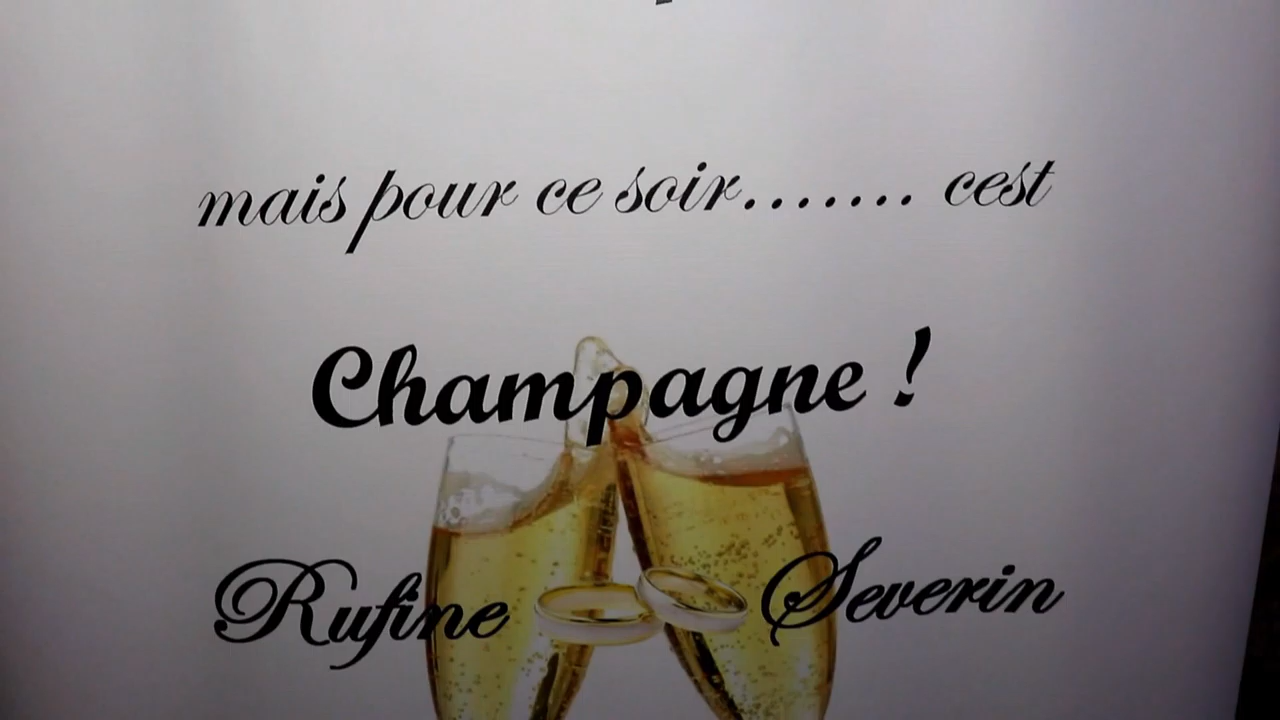 mais pour ce soir....... cest
Champagne !
Rufine Severin